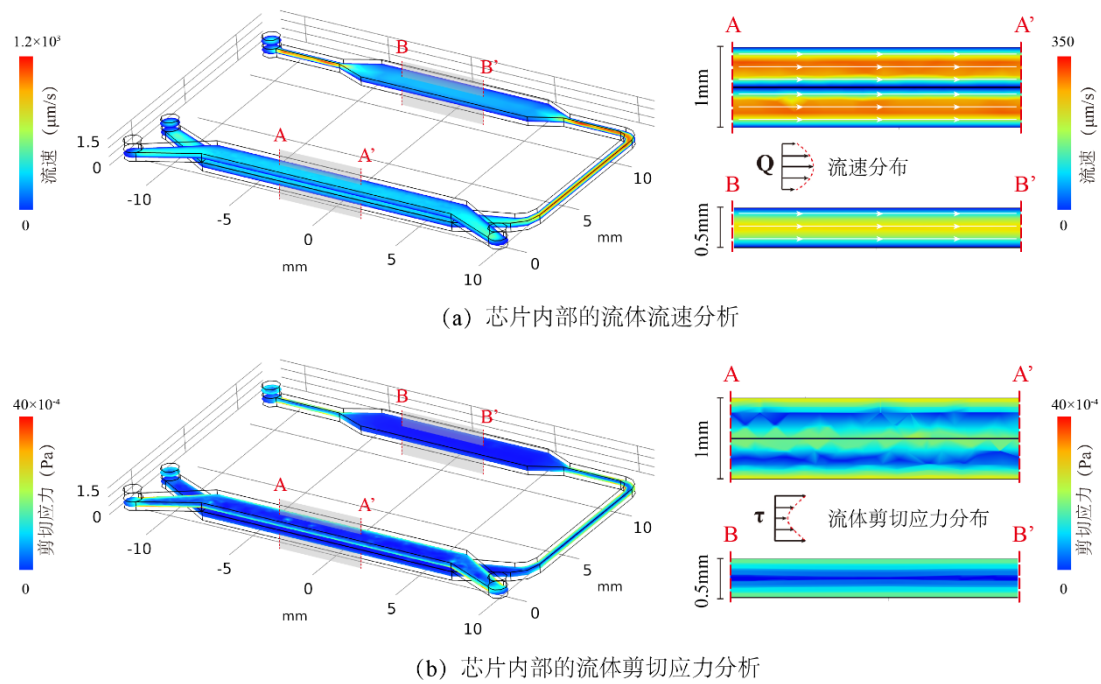 1.2×10³
流速 (μm/s)
0
1.5
0
-10
-5
0
mm
5
10
0
5
mm
10
A
A'
B
B'
A
A'
1mm
Q
流速分布
B
B'
0.5mm
350
流速 (μm/s)
0
(a) 芯片内部的流体流速分析
40×10⁻⁴
剪切应力 (Pa)
0
1.5
0
-10
-5
0
mm
5
10
0
5
mm
10
A
A'
B
B'
A
A'
1mm
τ
流体剪切应力分布
B
B'
0.5mm
40×10⁻⁴
剪切应力 (Pa)
0
(b) 芯片内部的流体剪切应力分析